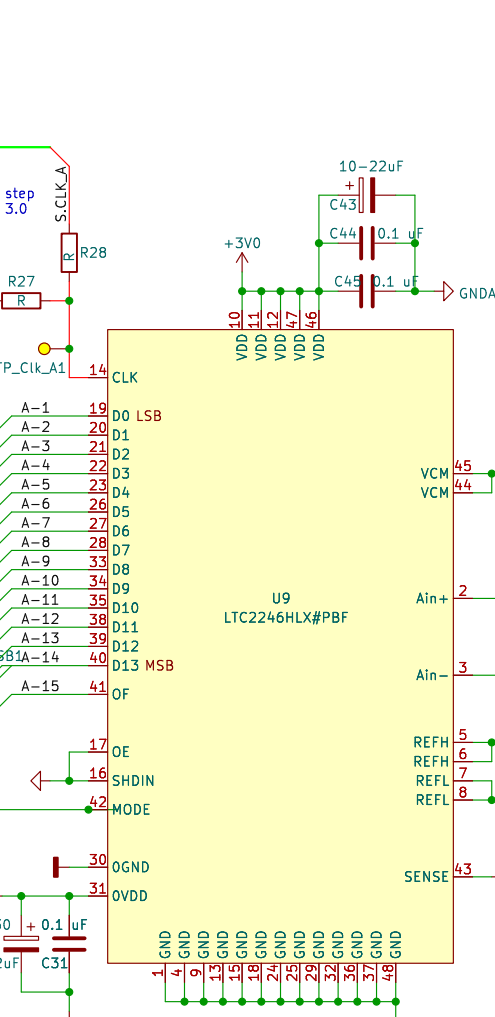 10-22uF
+
C43
step
3.0
S.CLK_A
C44 0.1 uF
+3V0
R R28
C45 0.1 uF
R27
R
GNDA
10 11 12 47 46
VDD VDD VDD VDD VDD
TP_Clk_A1
14 CLK
A-1 19 D0 LSB
A-2 20 D1
A-3 21 D2
A-4 22 D3
A-5 23 D4
A-6 26 D5
A-7 27 D6
A-8 28 D7
A-9 33 D8
A-10 34 D9
A-11 35 D10
A-12 38 D11
A-13 39 D12
A-14 40 D13 MSB
A-15 41 OF
VCM 45
VCM 44
U9
LTC2246HLX#PBF
Ain+ 2
Ain- 3
REFH 5
REFH 6
REFL 7
REFL 8
17 OE
16 SHDIN
42 MODE
SENSE 43
30 0GND
31 0VDD
+ 0.1 uF
C31
GND GND GND GND GND GND GND GND GND GND GND GND GND
1 4 9 13 15 18 24 25 29 32 36 37 48